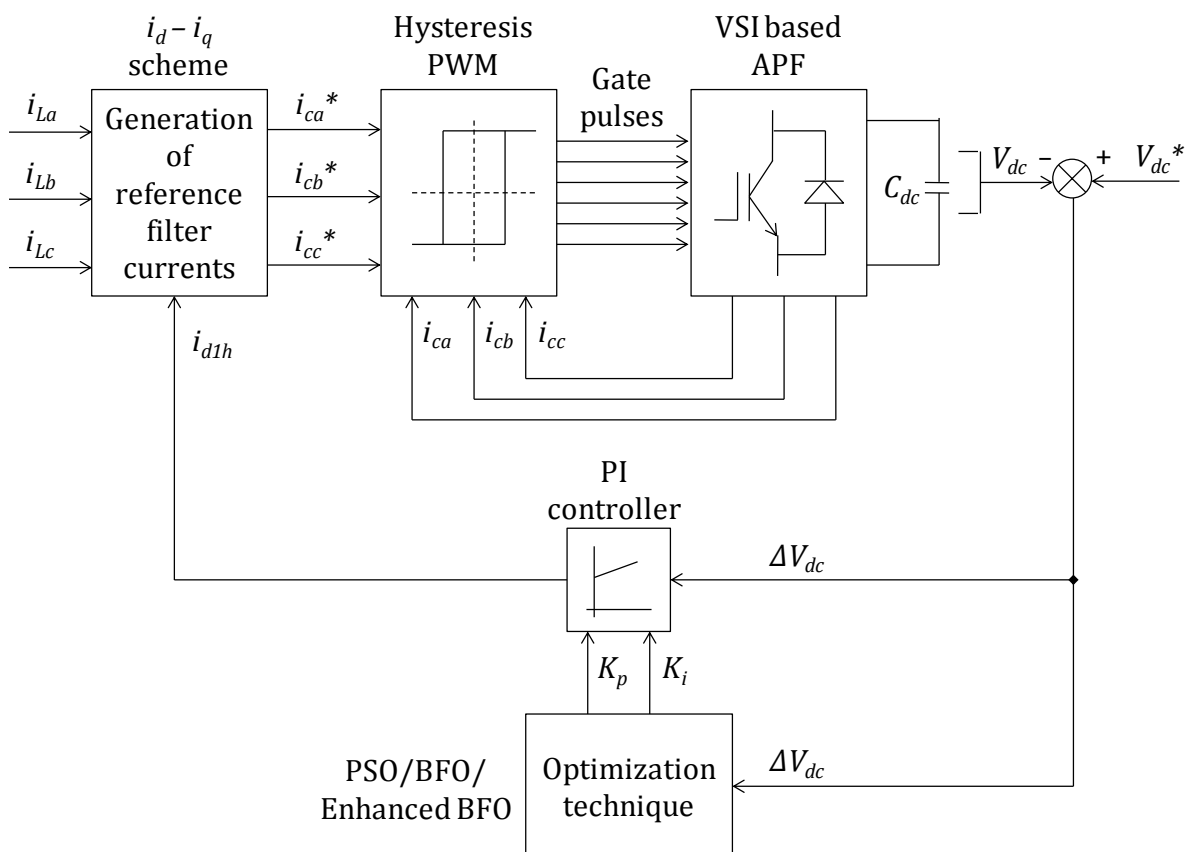 i_d – i_q
scheme
Hysteresis
PWM
VSI based
APF
Gate
pulses
i_La
i_Lb
i_Lc
Generation
of
reference
filter
currents
i_ca*
i_cb*
i_cc*
C_dc
V_dc
–
+
V_dc*
i_d1h
i_ca
i_cb
i_cc
PI
controller
ΔV_dc
K_p
K_i
PSO/BFO/
Enhanced BFO
Optimization
technique
ΔV_dc